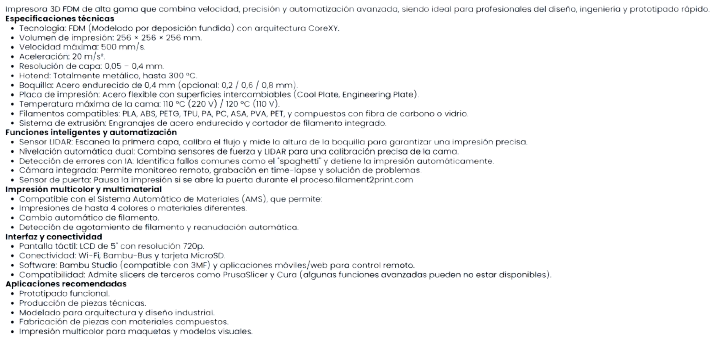 Impresora 3D FDM de alta gama que combina velocidad, precisión y automatización avanzada, siendo ideal para profesionales del diseño, ingeniería y prototipado rápido.
Especificaciones técnicas
• Tecnología: FDM (Modelado por deposición fundida) con arquitectura CoreXY.
• Volumen de impresión: 256 × 256 × 256 mm.
• Velocidad máxima: 500 mm/s.
• Aceleración: 20 m/s².
• Resolución de capa: 0,05 – 0,4 mm.
• Hotend: Totalmente metálico, hasta 300 °C.
• Boquilla: Acero endurecido de 0,4 mm (opcional: 0,2 / 0,6 / 0,8 mm).
• Placa de impresión: Acero flexible con superficies intercambiables (Cool Plate, Engineering Plate).
• Temperatura máxima de la cama: 110 °C (220 V) / 120 °C (110 V).
• Filamentos compatibles: PLA, ABS, PETG, TPU, PA, PC, ASA, PVA, PET, y compuestos con fibra de carbono o vidrio.
• Sistema de extrusión: Engranajes de acero endurecido y cortador de filamento integrado.
Funciones inteligentes y automatización
• Sensor LIDAR: Escanea la primera capa, calibra el flujo y mide la altura de la boquilla para garantizar una impresión precisa.
• Nivelación automática dual: Combina sensores de fuerza y LIDAR para una calibración precisa de la cama.
• Detección de errores con IA: Identifica fallos comunes como el "spaghetti" y detiene la impresión automáticamente.
• Cámara integrada: Permite monitoreo remoto, grabación en time-lapse y solución de problemas
• Sensor de puerta: Pausa la impresión si se abre la puerta durante el proceso.filament2print.com
Impresión multicolor y multimaterial
• Compatible con el Sistema Automático de Materiales (AMS), que permite:
• Impresiones de hasta 4 colores o materiales diferentes.
• Cambio automático de filamento.
• Detección de agotamiento de filamento y reanudación automática.
Interfaz y conectividad
• Pantalla táctil: LCD de 5" con resolución 720p.
• Conectividad: Wi-Fi, Bambu-Bus y tarjeta MicroSD.
• Software: Bambu Studio (compatible con 3MF) y aplicaciones móviles/web para control remoto.
• Compatibilidad: Admite slicers de terceros como PrusaSlicer y Cura (algunas funciones avanzadas pueden no estar disponibles).
Aplicaciones recomendadas
• Prototipado funcional.
• Producción de piezas técnicas.
• Modelado para arquitectura y diseño industrial.
• Fabricación de piezas con materiales compuestos.
• Impresión multicolor para maquetas y modelos visuales.